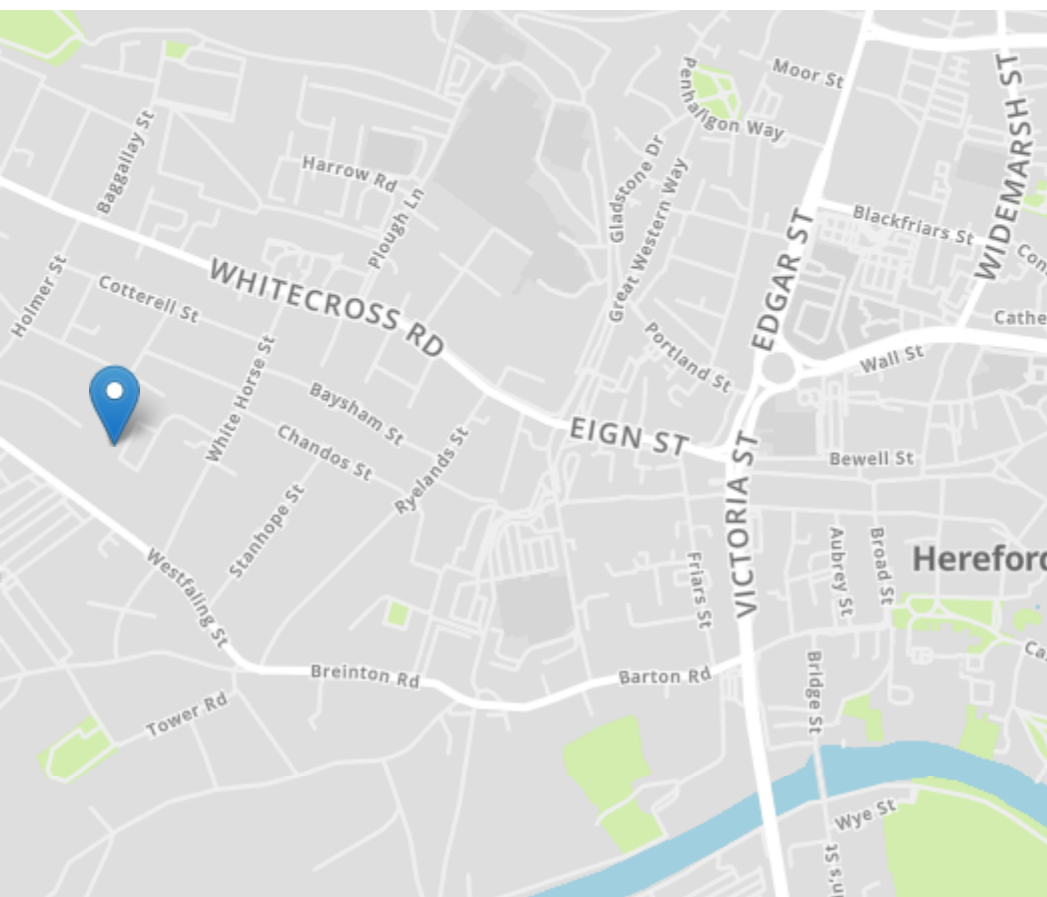 Moor St
WIDEMARSH ST
Penhaligon Way
Baggallay St
Harrow Rd
Gladstone Dr
Great Western Way
Plough Ln
Blackfriars St
EDGAR ST
Holmer St
WHITECROSS RD
Cotterell St
Portland St
Wall St
White Horse St
Baysham St
EIGN ST
Chandos St
Ryelands St
Bewell St
VICTORIA ST
Stanhope St
Westfaling St
Friars St
Aubrey St
Broad St
Hereford
Breinton Rd
Barton Rd
Bridge St
Tower Rd
Wye St